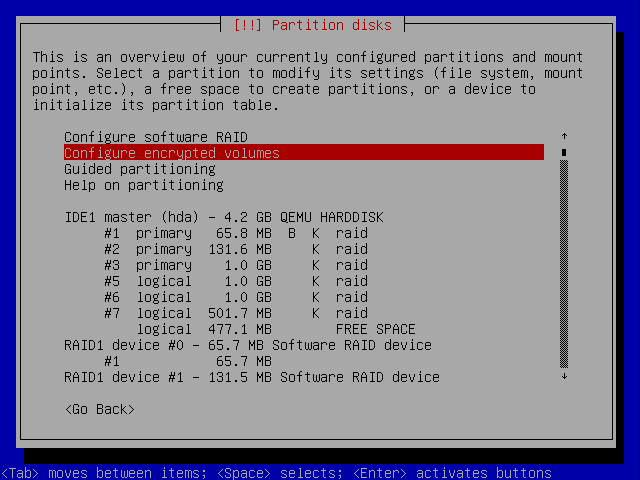 [!!] Partition disks
This is an overview of your currently configured partitions and mount
points. Select a partition to modify its settings (file system, mount
point, etc.), a free space to create partitions, or a device to
initialize its partition table.
Configure software RAID
Configure encrypted volumes
Guided partitioning
Help on partitioning
IDE1 master (hda) - 4.2 GB QEMU HARDDISK
#1 primary 65.8 MB B K raid
#2 primary 131.6 MB K raid
#3 primary 1.0 GB K raid
#5 logical 1.0 GB K raid
#6 logical 1.0 GB K raid
#7 logical 501.7 MB K raid
logical 477.1 MB FREE SPACE
RAID1 device #0 - 65.7 MB Software RAID device
#1 65.7 MB
RAID1 device #1 - 131.5 MB Software RAID device
<Go Back>
<Tab> moves between items; <Space> selects; <Enter> activates buttons